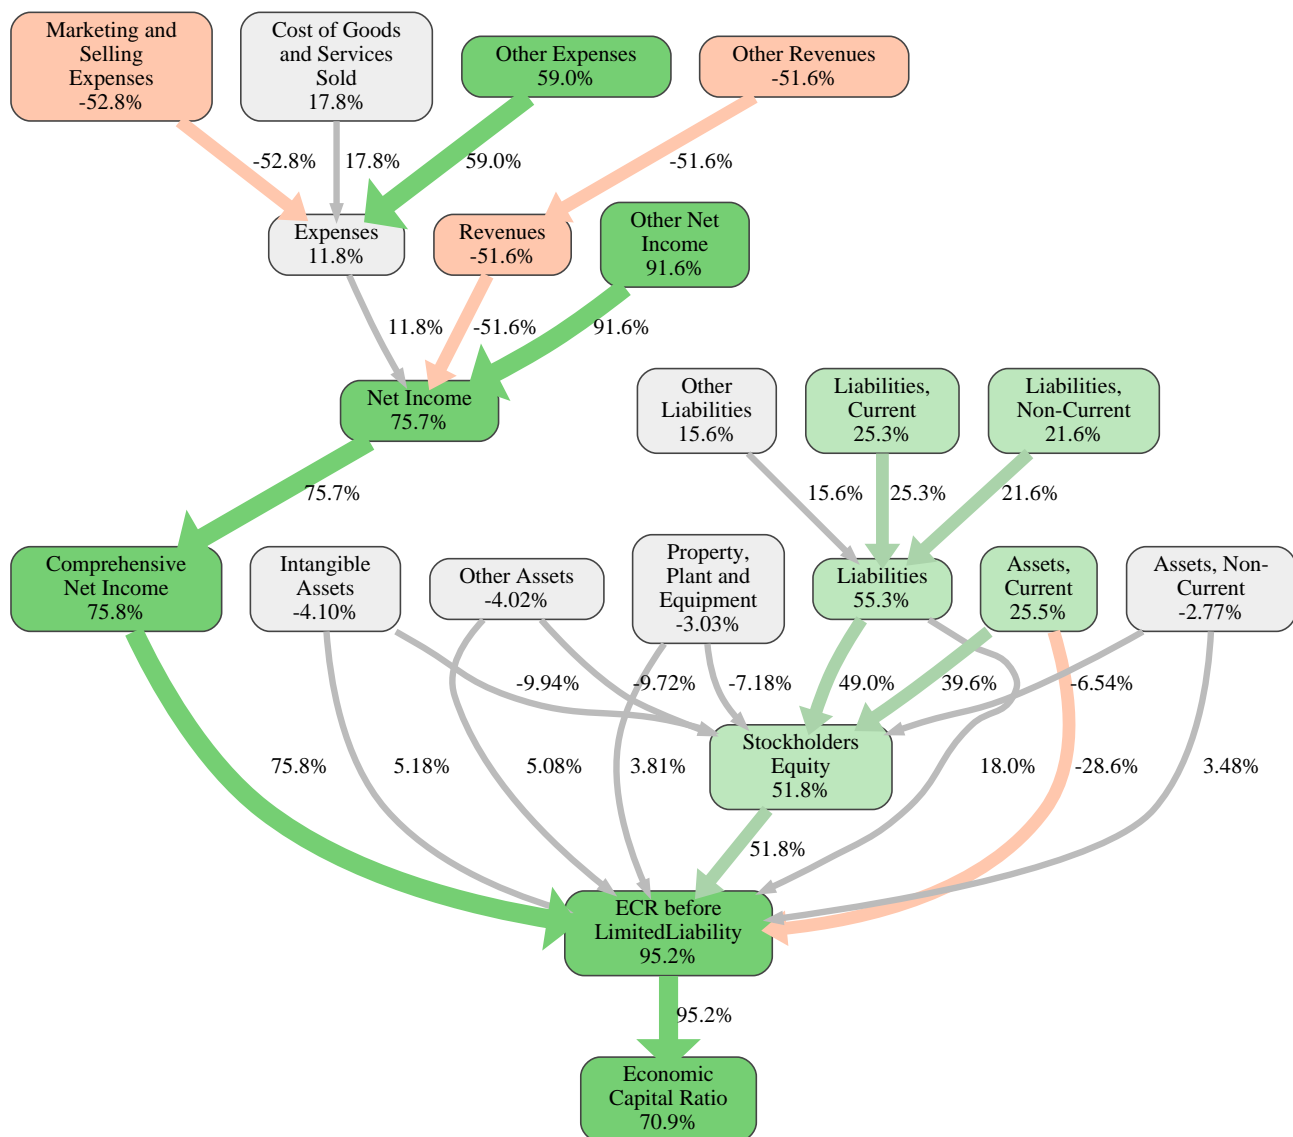 Marketing and
Selling
Expenses
-52.8%
Cost of Goods
and Services
Sold
17.8%
Other Expenses
59.0%
Other Revenues
-51.6%
-52.8%
17.8%
59.0%
-51.6%
Expenses
11.8%
Revenues
-51.6%
Other Net
Income
91.6%
11.8%
-51.6%
91.6%
Net Income
75.7%
Other
Liabilities
15.6%
Liabilities,
Current
25.3%
Liabilities,
Non-Current
21.6%
75.7%
15.6%
25.3%
21.6%
Comprehensive
Net Income
75.8%
Intangible
Assets
-4.10%
Other Assets
-4.02%
Property,
Plant and
Equipment
-3.03%
Liabilities
55.3%
Assets,
Current
25.5%
Assets, Non-
Current
-2.77%
-9.94%
-9.72%
-7.18%
49.0%
39.6%
-6.54%
Stockholders
Equity
51.8%
75.8%
5.18%
5.08%
3.81%
18.0%
-28.6%
3.48%
51.8%
ECR before
LimitedLiability
95.2%
95.2%
Economic
Capital Ratio
70.9%